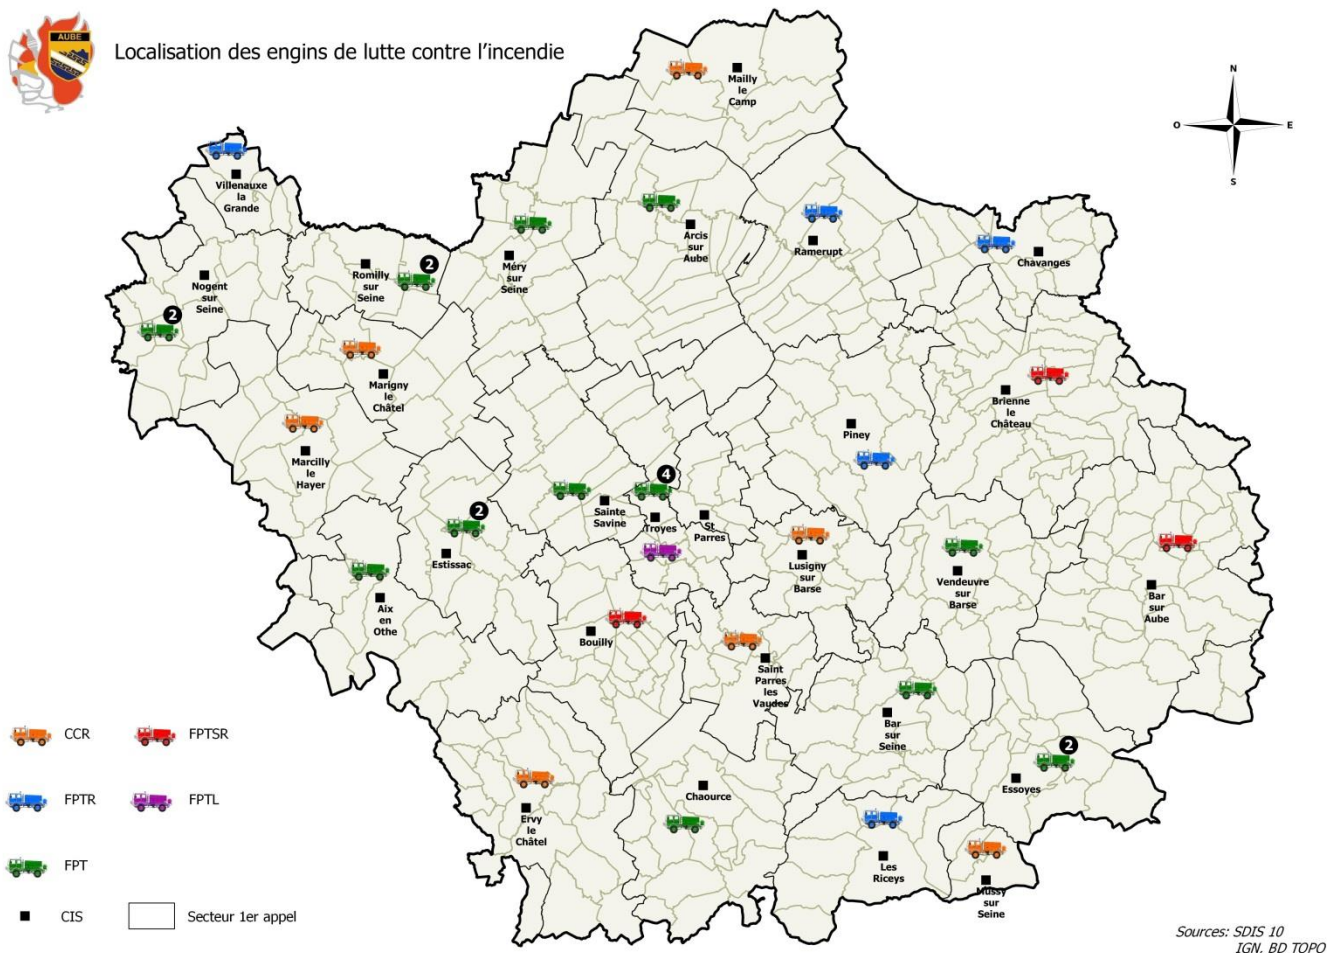 AUBE
Localisation des engins de lutte contre l'incendie
N
O
E
S
Mailly
le
Camp
Villenauxe
la
Grande
Arcis
sur
Aube
Ramerupt
Chavanges
Méry
sur
Seine
Romilly
sur
Seine
2
Nogent
sur
Seine
2
Marigny
le
Châtel
Brienne
le
Château
Piney
Marcilly
le
Hayer
4
Sainte
Savine
Troyes
St
Parres
2
Estissac
Lusigny
sur
Barse
Vendeuvre
sur
Barse
Bar
sur
Aube
Aix
en
Othe
Bouilly
Saint
Parres
les
Vaudes
Bar
sur
Seine
2
Essoyes
Chaource
Ervy
le
Châtel
Les
Riceys
Mussy
sur
Seine
CCR
FPTSR
FPTR
FPTL
FPT
CIS
Secteur 1er appel
Sources: SDIS 10
IGN, BD TOPO